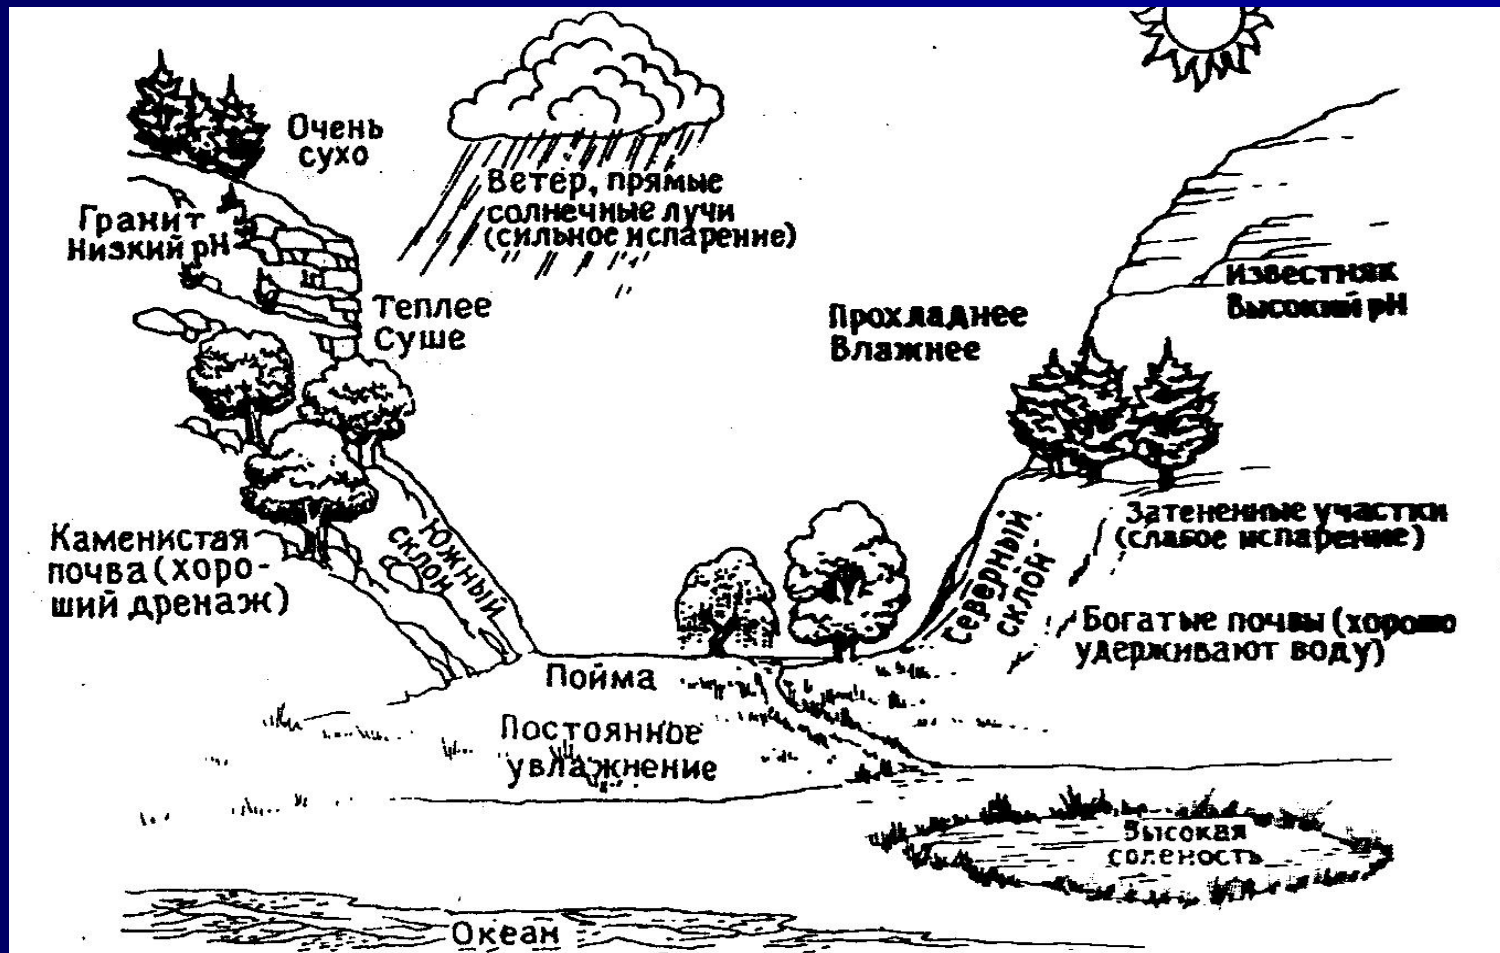 Очень
сухо
Ветер, прямые
солнечные лучи
(сильное испарение)
Гранит
Низкий pH
Известняк
Высокий pH
Теплее
Суше
Прохладнее
Влажнее
Каменистая
почва (хоро-
ший дренаж)
Южный
склон
Северный
склон
Затененные участки
(слабое испарение)
Богатые почвы (хорошо
удерживают воду)
Пойма
Постоянное
увлажнение
Высокая
соленость
Океан